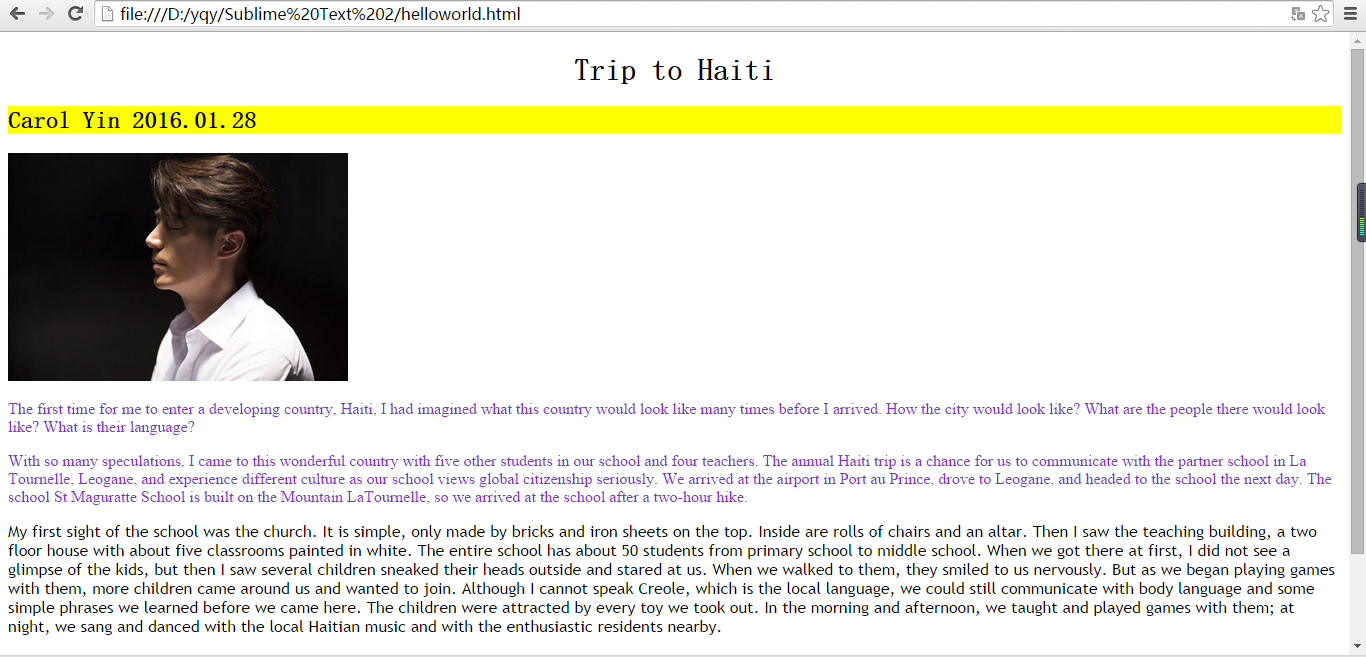 file:///D:/yqy/Sublime%20Text%202/helloworld.html
Trip to Haiti
Carol Yin 2016.01.28
The first time for me to enter a developing country, Haiti, I had imagined what this country would look like many times before I arrived. How the city would look like? What are the people there would look
like? What is their language?
With so many speculations, I came to this wonderful country with five other students in our school and four teachers. The annual Haiti trip is a chance for us to communicate with the partner school in La
Tournelle, Leogane, and experience different culture as our school views global citizenship seriously. We arrived at the airport in Port au Prince, drove to Leogane, and headed to the school the next day. The
school St Maguratte School is built on the Mountain LaTournelle, so we arrived at the school after a two-hour hike.
My first sight of the school was the church. It is simple, only made by bricks and iron sheets on the top. Inside are rolls of chairs and an altar. Then I saw the teaching building, a two
floor house with about five classrooms painted in white. The entire school has about 50 students from primary school to middle school. When we got there at first, I did not see a
glimpse of the kids, but then I saw several children sneaked their heads outside and stared at us. When we walked to them, they smiled to us nervously. But as we began playing games
with them, more children came around us and wanted to join. Although I cannot speak Creole, which is the local language, we could still communicate with body language and some
simple phrases we learned before we came here. The children were attracted by every toy we took out. In the morning and afternoon, we taught and played games with them; at
night, we sang and danced with the local Haitian music and with the enthusiastic residents nearby.